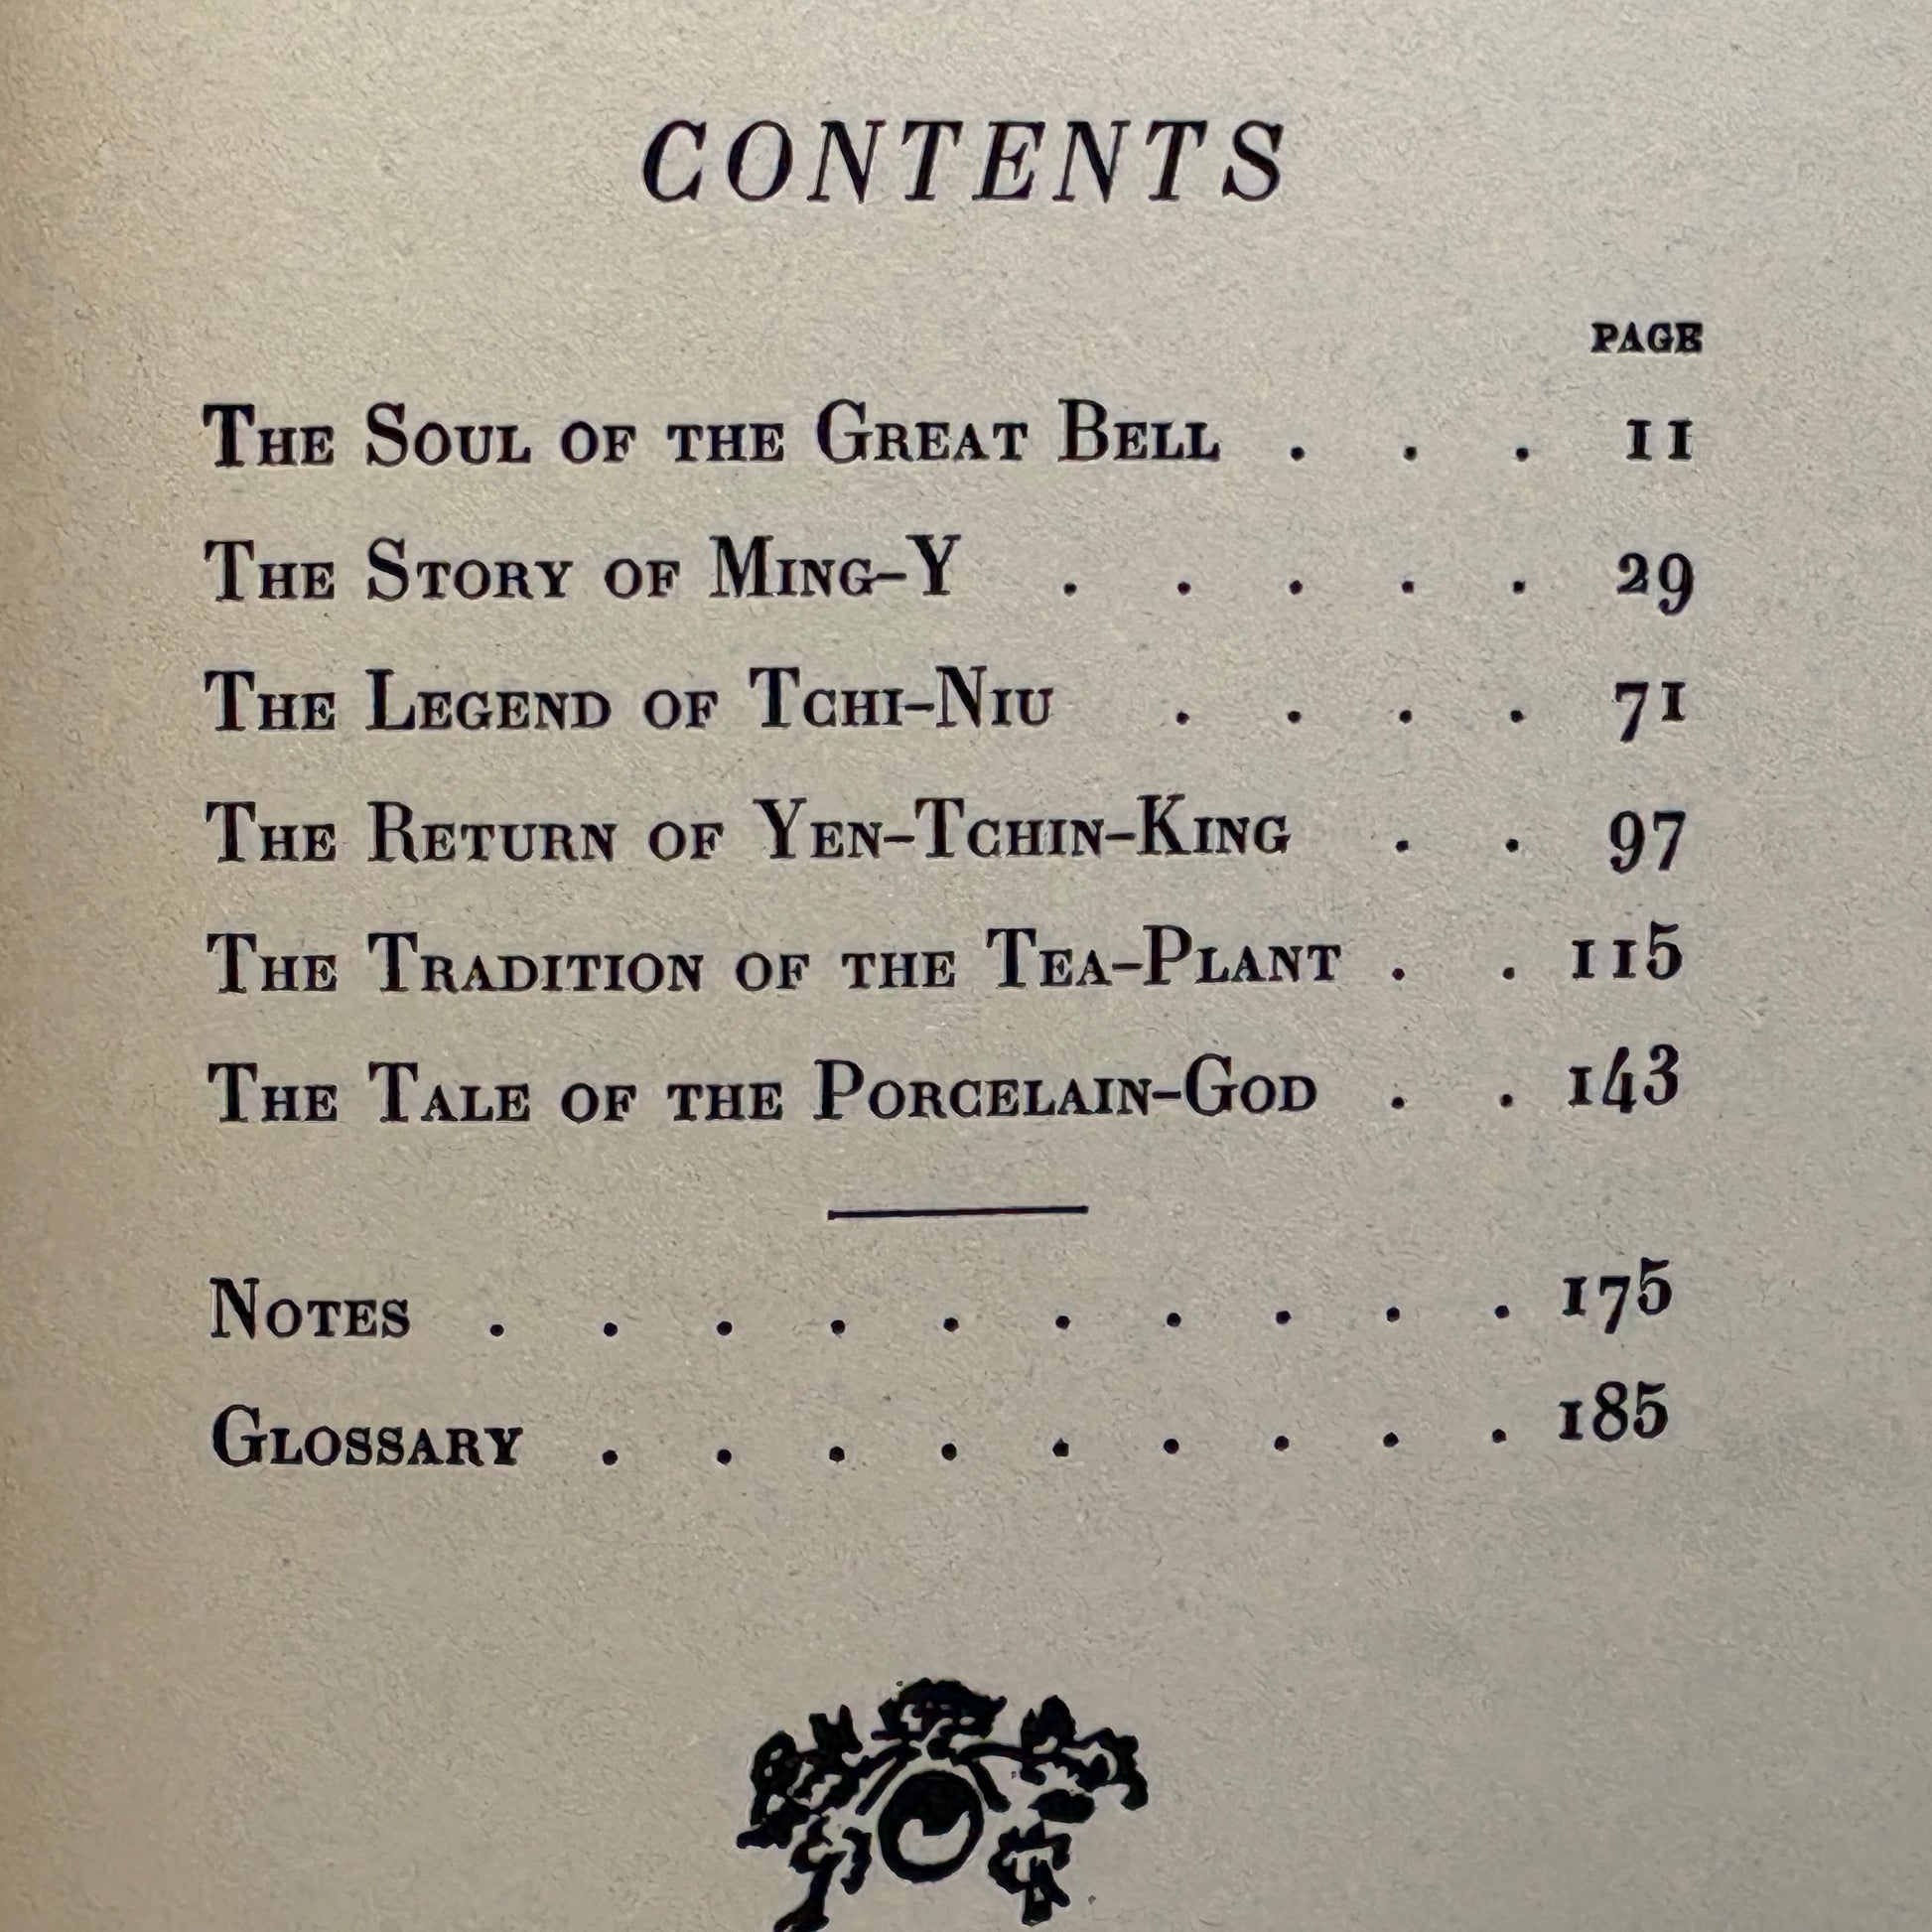 CONTENTS
PAGE
The Soul of the Great Bell . . . 11
The Story of Ming-Y . . . . . 29
The Legend of Tchi-Niu . . . . 71
The Return of Yen-Tchin-King . . 97
The Tradition of the Tea-Plant . . 115
The Tale of the Porcelain-God . . 143
Notes . . . . . . . . . . 175
Glossary . . . . . . . . . 185